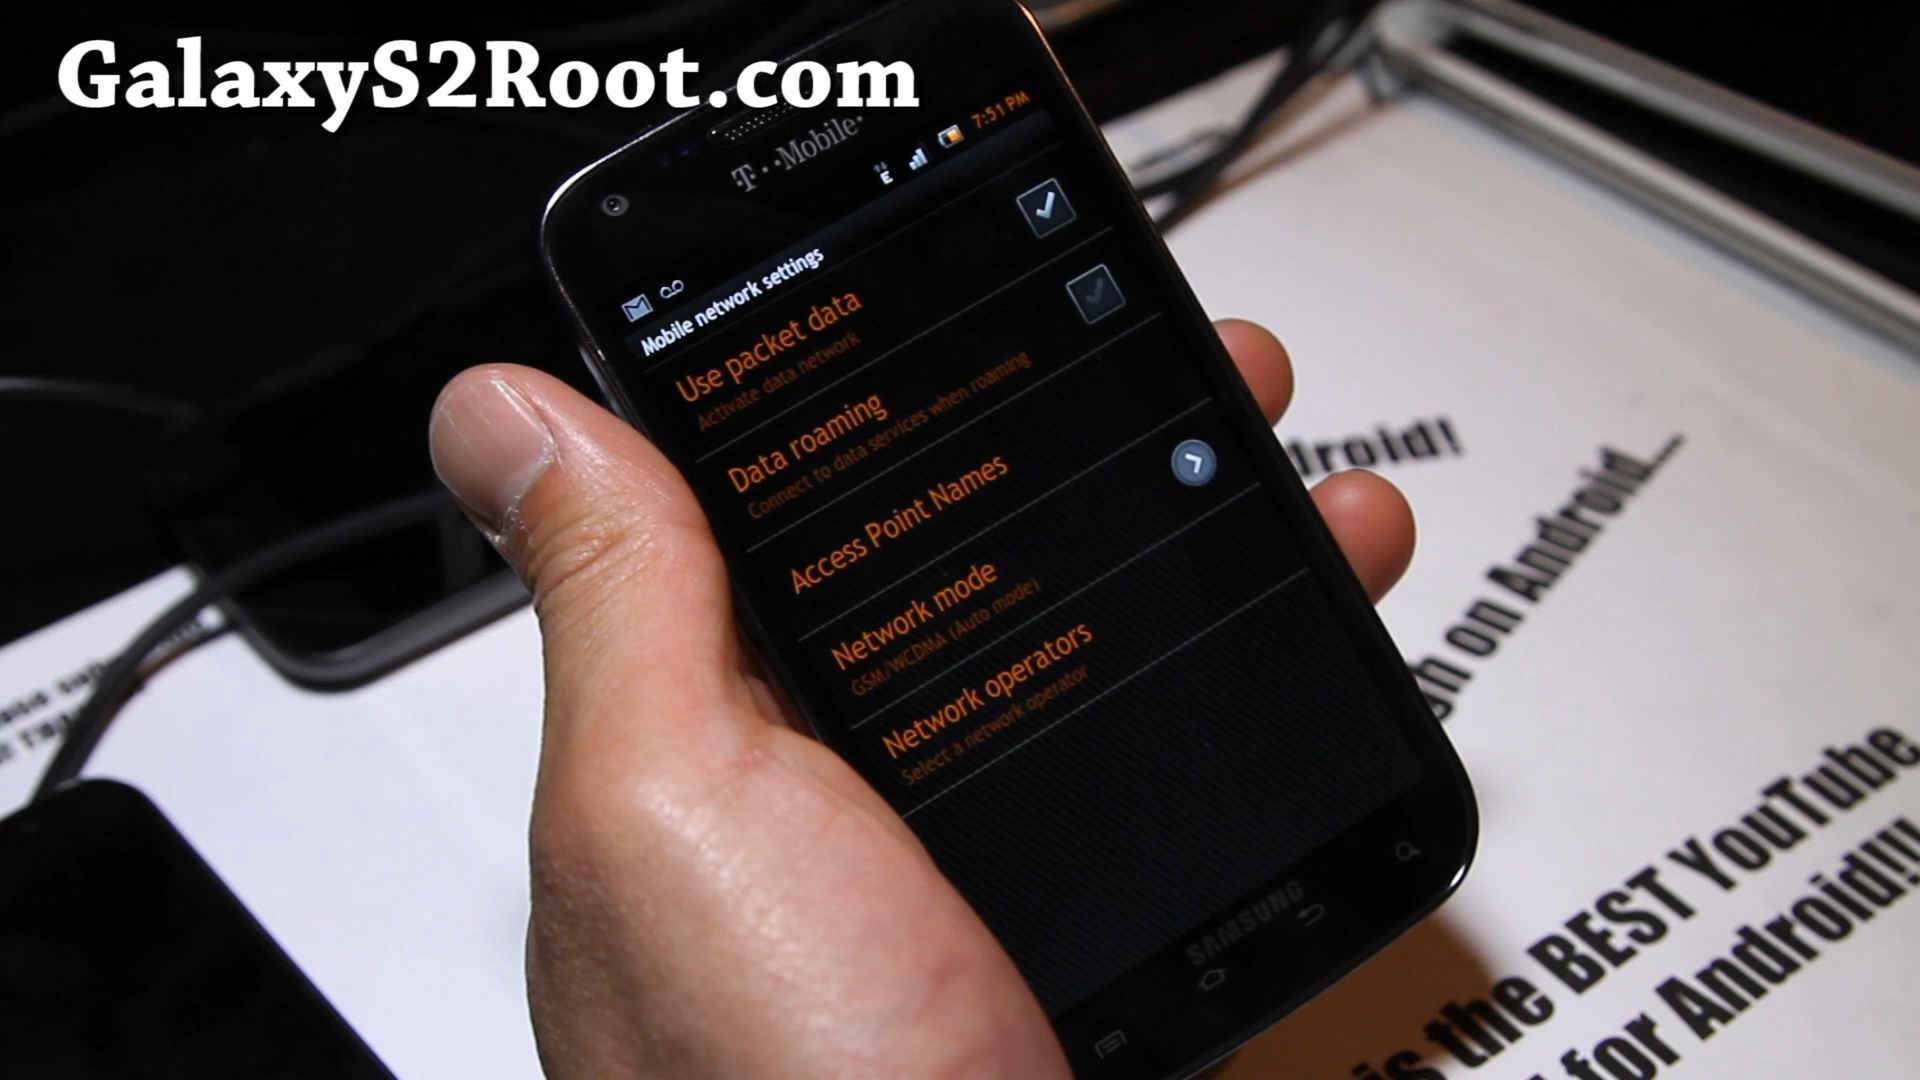 GalaxyS2Root.com
T··Mobile·
E
7:51 PM
Mobile network settings
Use packet data
Activate data network
Data roaming
Connect to data services when roaming
Access Point Names
Network mode
GSM/WCDMA (Auto mode)
Network operators
Select a network operator
SAMSUNG
on Android...
is the BEST YouTube
for Android!!!